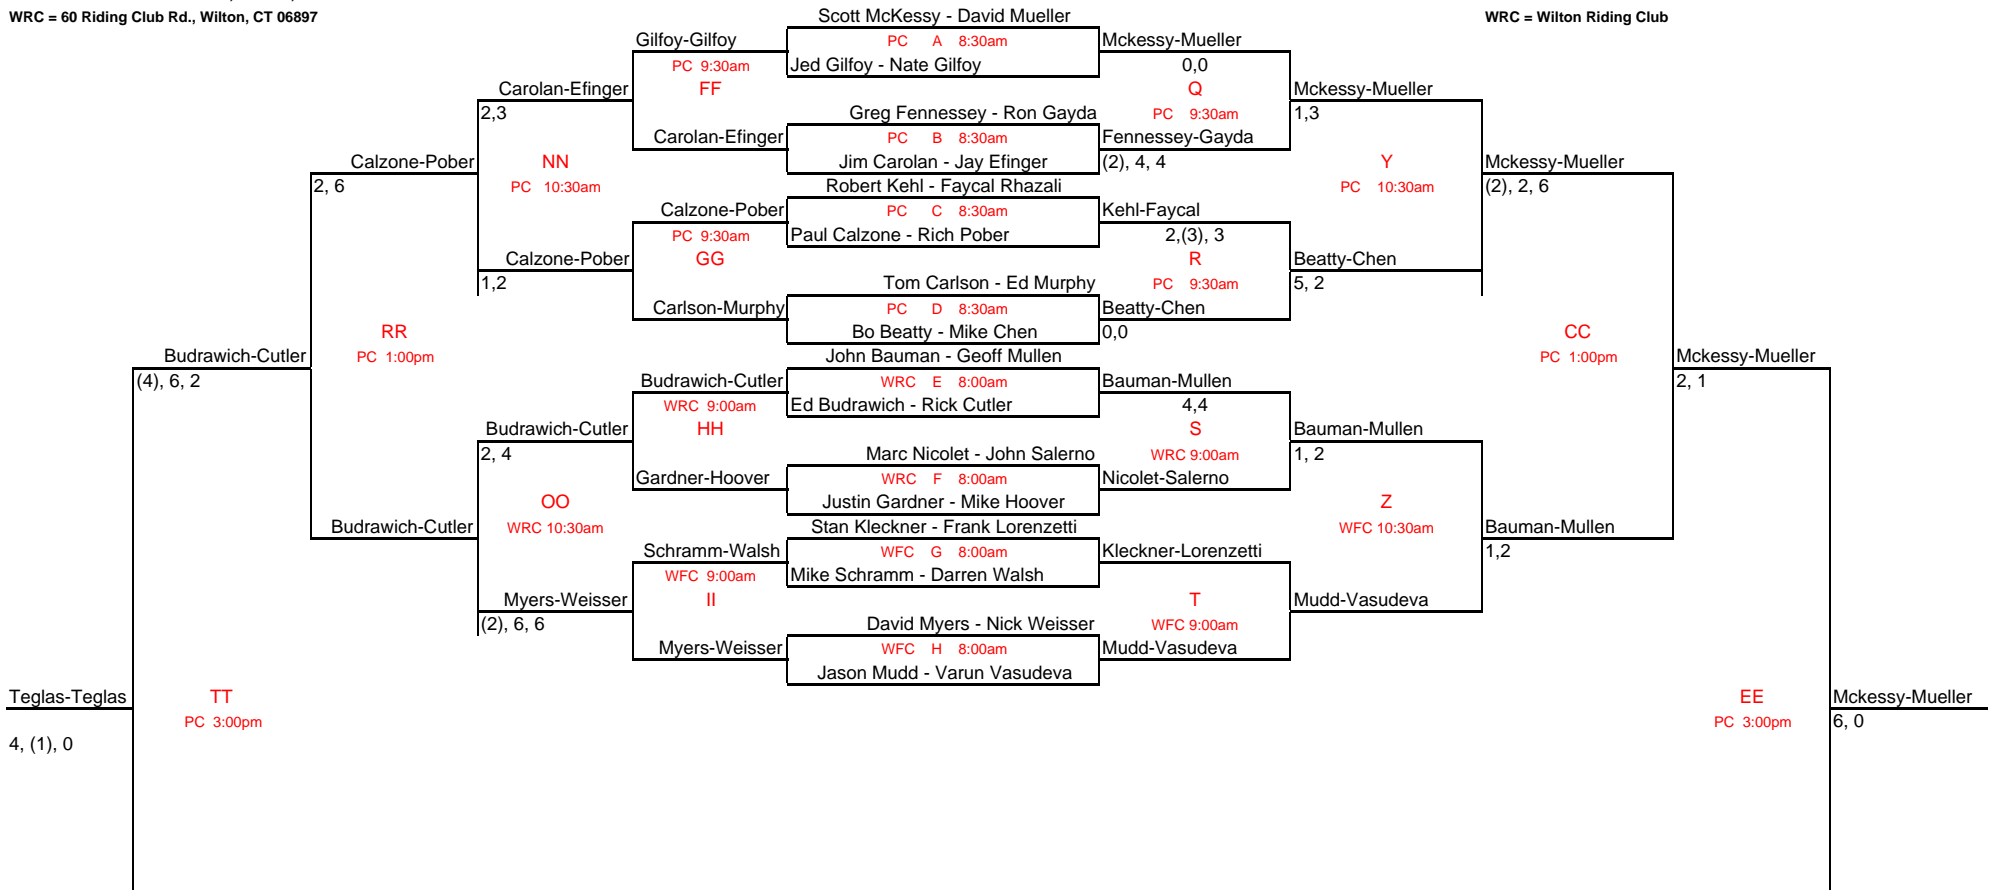 WRC = 60 Riding Club Rd., Wilton, CT 06897
WRC = Wilton Riding Club
Scott McKessy - David Mueller
Gilfoy-Gilfoy
PC A 8:30am
Mckessy-Mueller
PC 9:30am
Jed Gilfoy - Nate Gilfoy
0,0
Carolan-Efinger
FF
Q
Mckessy-Mueller
2,3
Greg Fennessey - Ron Gayda
PC 9:30am
1,3
Carolan-Efinger
PC B 8:30am
Fennessey-Gayda
Calzone-Pober
NN
Jim Carolan - Jay Efinger
(2), 4, 4
Y
Mckessy-Mueller
2, 6
PC 10:30am
Robert Kehl - Faycal Rhazali
PC 10:30am
(2), 2, 6
Calzone-Pober
PC C 8:30am
Kehl-Faycal
PC 9:30am
Paul Calzone - Rich Pober
2,(3), 3
Calzone-Pober
GG
R
Beatty-Chen
1,2
Tom Carlson - Ed Murphy
PC 9:30am
5, 2
Carlson-Murphy
PC D 8:30am
Beatty-Chen
RR
Bo Beatty - Mike Chen
0,0
CC
Budrawich-Cutler
PC 1:00pm
John Bauman - Geoff Mullen
PC 1:00pm
Mckessy-Mueller
(4), 6, 2
Budrawich-Cutler
WRC E 8:00am
Bauman-Mullen
2, 1
WRC 9:00am
Ed Budrawich - Rick Cutler
4,4
Budrawich-Cutler
HH
S
Bauman-Mullen
2, 4
Marc Nicolet - John Salerno
WRC 9:00am
1, 2
Gardner-Hoover
WRC F 8:00am
Nicolet-Salerno
OO
Justin Gardner - Mike Hoover
Z
Budrawich-Cutler
WRC 10:30am
Stan Kleckner - Frank Lorenzetti
WFC 10:30am
Bauman-Mullen
Schramm-Walsh
WFC G 8:00am
Kleckner-Lorenzetti
1,2
WFC 9:00am
Mike Schramm - Darren Walsh
Myers-Weisser
II
T
Mudd-Vasudeva
(2), 6, 6
David Myers - Nick Weisser
WFC 9:00am
Myers-Weisser
WFC H 8:00am
Mudd-Vasudeva
Jason Mudd - Varun Vasudeva
Teglas-Teglas
TT
EE
Mckessy-Mueller
PC 3:00pm
PC 3:00pm
6, 0
4, (1), 0